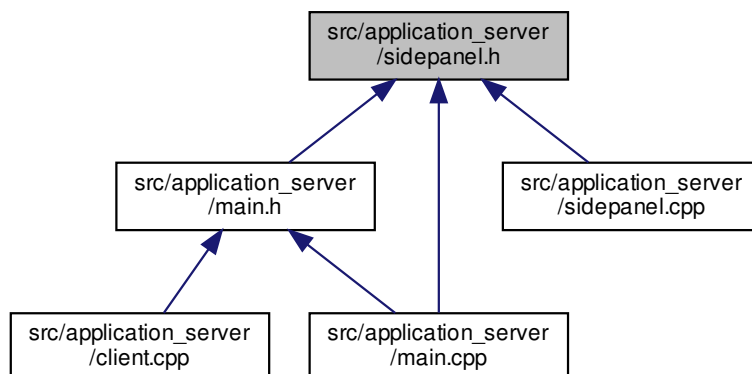 src/application_server
/sidepanel.h
src/application_server
/main.h
src/application_server
/sidepanel.cpp
src/application_server
/client.cpp
src/application_server
/main.cpp